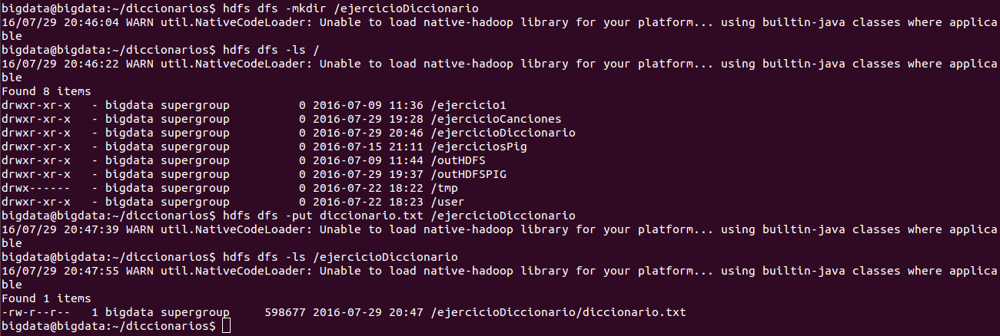 bigdata@bigdata:~/diccionarios$ hdfs dfs -mkdir /ejercicioDiccionario
16/07/29 20:46:04 WARN util.NativeCodeLoader: Unable to load native-hadoop library for your platform... using builtin-java classes where applica
ble
bigdata@bigdata:~/diccionarios$ hdfs dfs -ls /
16/07/29 20:46:22 WARN util.NativeCodeLoader: Unable to load native-hadoop library for your platform... using builtin-java classes where applica
ble
Found 8 items
drwxr-xr-x   - bigdata supergroup          0 2016-07-09 11:36 /ejercicio1
drwxr-xr-x   - bigdata supergroup          0 2016-07-29 19:28 /ejercicioCanciones
drwxr-xr-x   - bigdata supergroup          0 2016-07-29 20:46 /ejercicioDiccionario
drwxr-xr-x   - bigdata supergroup          0 2016-07-15 21:11 /ejerciciosPig
drwxr-xr-x   - bigdata supergroup          0 2016-07-09 11:44 /outHDFS
drwxr-xr-x   - bigdata supergroup          0 2016-07-29 19:37 /outHDFSPIG
drwx------   - bigdata supergroup          0 2016-07-22 18:22 /tmp
drwxr-xr-x   - bigdata supergroup          0 2016-07-22 18:23 /user
bigdata@bigdata:~/diccionarios$ hdfs dfs -put diccionario.txt /ejercicioDiccionario
16/07/29 20:47:39 WARN util.NativeCodeLoader: Unable to load native-hadoop library for your platform... using builtin-java classes where applica
ble
bigdata@bigdata:~/diccionarios$ hdfs dfs -ls /ejercicioDiccionario
16/07/29 20:47:55 WARN util.NativeCodeLoader: Unable to load native-hadoop library for your platform... using builtin-java classes where applica
ble
Found 1 items
-rw-r--r--   1 bigdata supergroup     598677 2016-07-29 20:47 /ejercicioDiccionario/diccionario.txt
bigdata@bigdata:~/diccionarios$